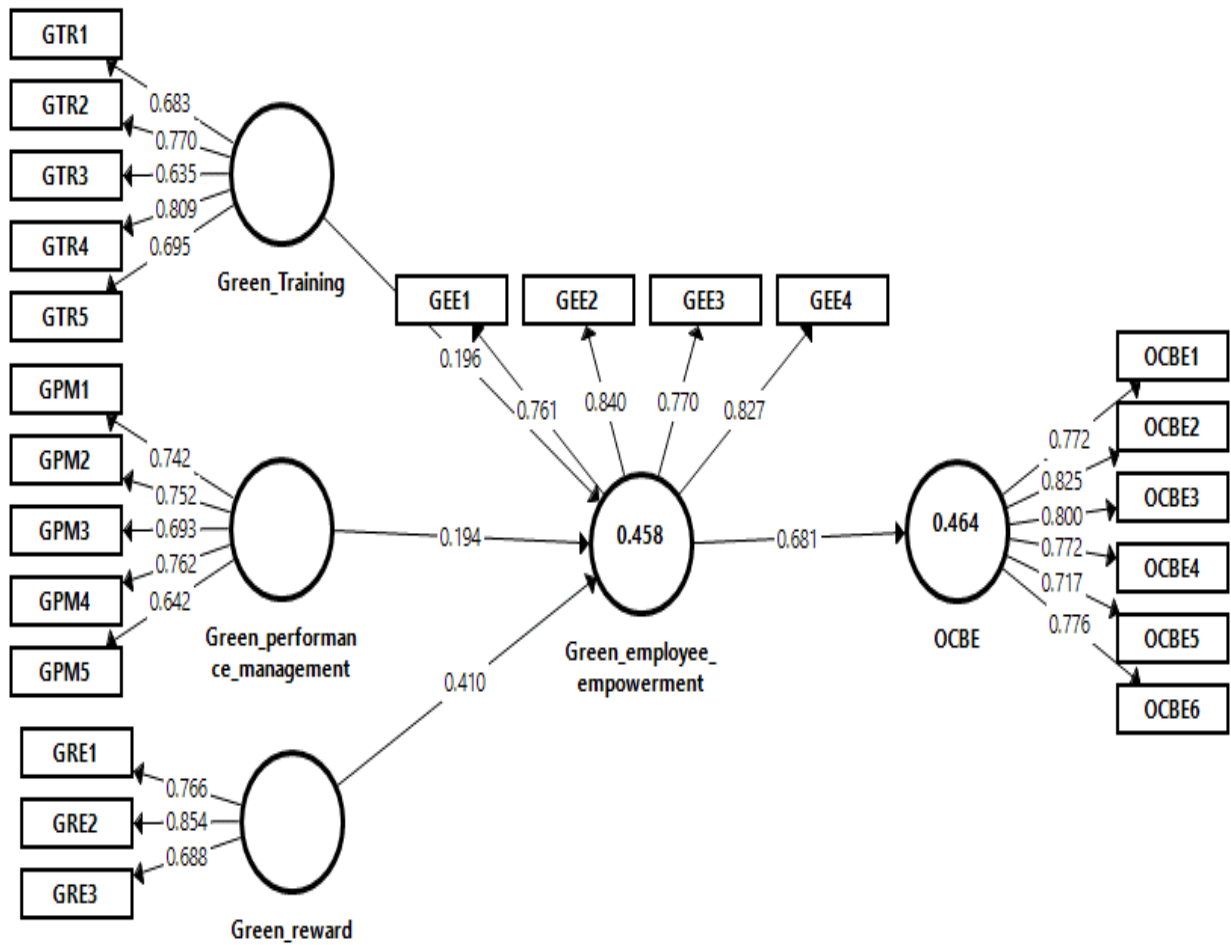 GTR1
GTR2
GTR3
GTR4
GTR5
0.683
0.770
0.635
0.809
0.695
Green_Training
GPM1
GPM2
GPM3
GPM4
GPM5
0.742
0.752
0.693
0.762
0.642
Green_performan
ce_management
GRE1
GRE2
GRE3
0.766
0.854
0.688
Green_reward
0.196
0.194
0.410
GEE1
GEE2
GEE3
GEE4
0.761
0.840
0.770
0.827
0.458
Green_employee_
empowerment
0.681
0.464
OCBE
0.772
0.825
0.800
0.772
0.717
0.776
OCBE1
OCBE2
OCBE3
OCBE4
OCBE5
OCBE6